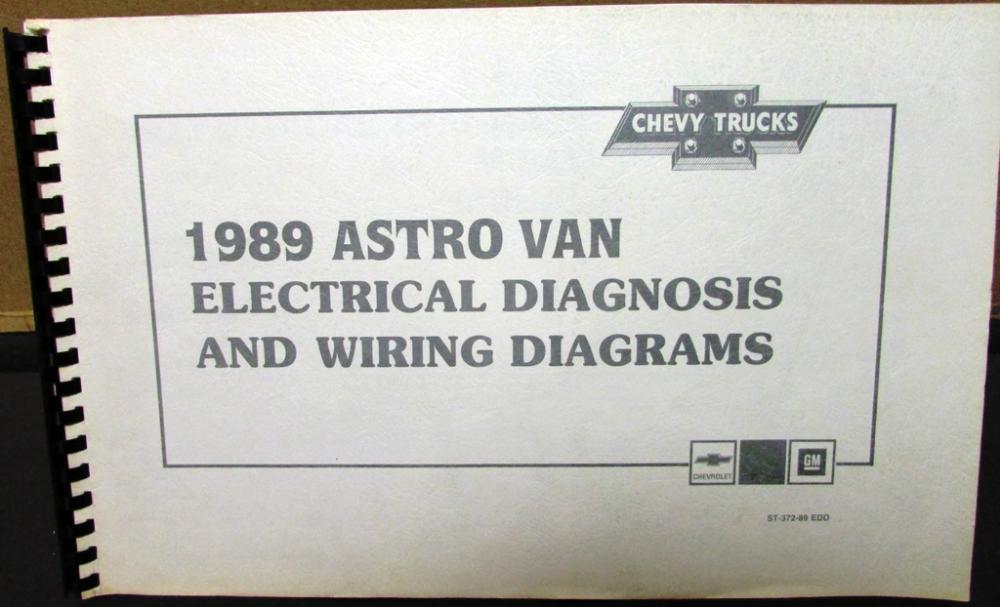 CHEVY TRUCKS
1989 ASTRO VAN
ELECTRICAL DIAGNOSIS
AND WIRING DIAGRAMS
CHEVROLET
GM
ST-372-89 EDD